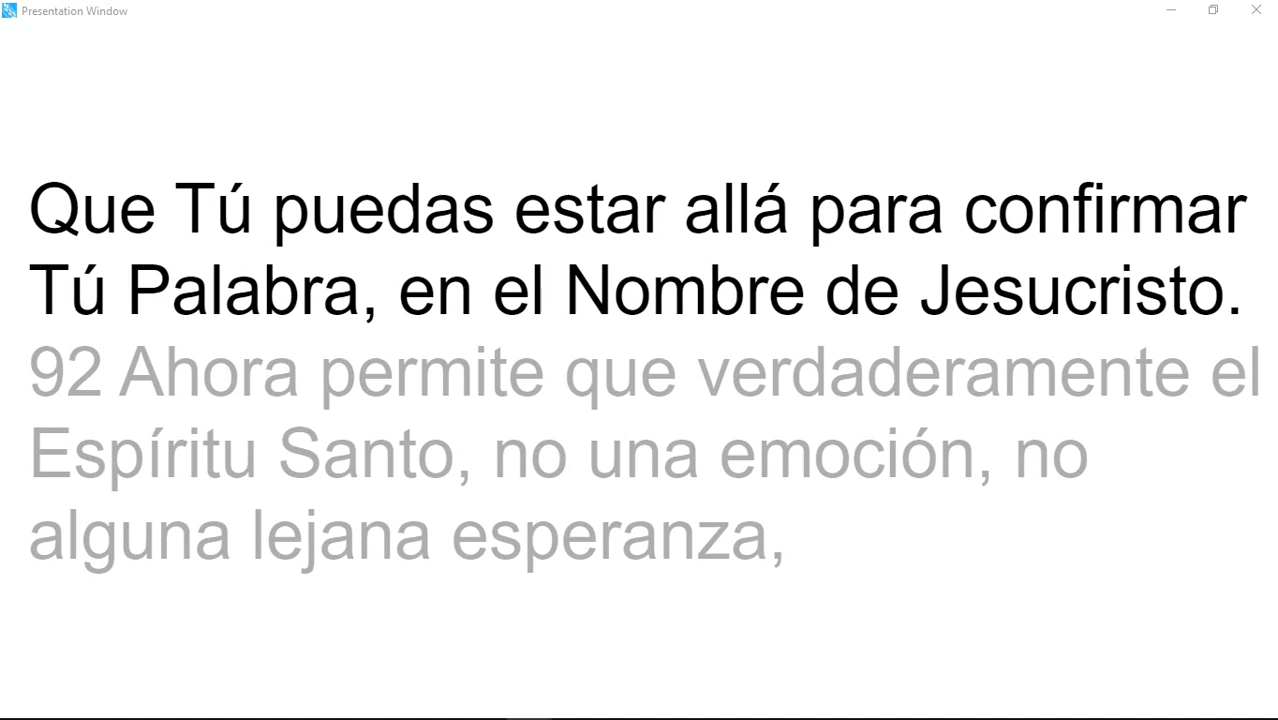 Presentation Window
Que Tú puedas estar allá para confirmar
Tú Palabra, en el Nombre de Jesucristo.
92 Ahora permite que verdaderamente el
Espíritu Santo, no una emoción, no
alguna lejana esperanza,